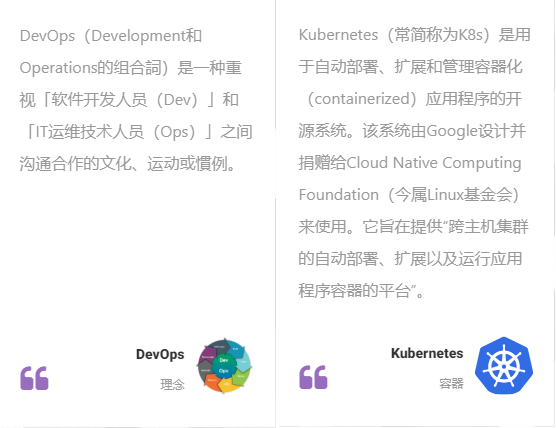 DevOps（Development和
Operations的组合詞）是一种重
视「软件开发人员（Dev）」和
「IT运维技术人员（Ops）」之间
沟通合作的文化、运动或慣例。
DevOps
理念
Dev
Ops
Kubernetes（常简称为K8s）是用
于自动部署、扩展和管理容器化
（containerized）应用程序的开
源系统。该系统由Google设计并
捐赠给Cloud Native Computing
Foundation（今属Linux基金会）
来使用。它旨在提供“跨主机集群
的自动部署、扩展以及运行应用
程序容器的平台”。
Kubernetes
容器